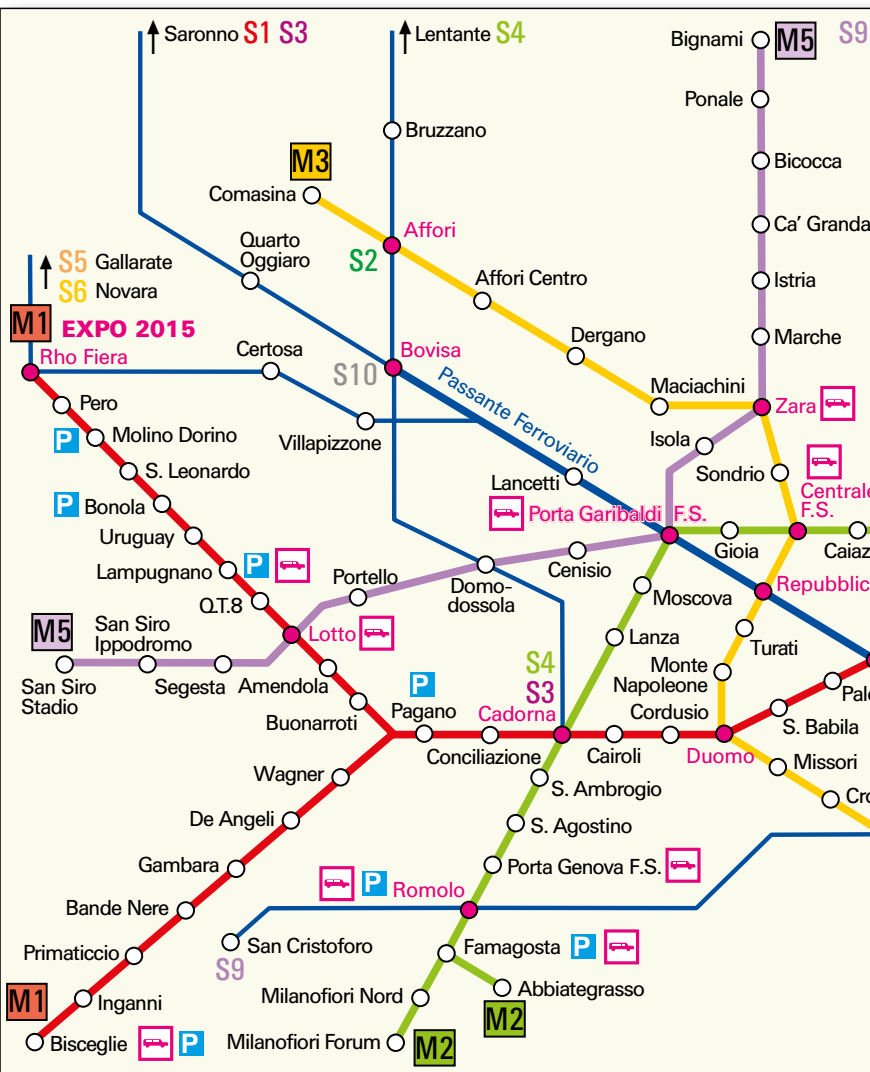 Saronno S1 S3
Lentante S4
Bignami M5 S9
Ponale
Bruzzano
M3
Bicocca
Comasina
Affori
Ca' Granda
Quarto
Oggiaro
S2
S5 Gallarate
S6 Novara
Affori Centro
Istria
M1 EXPO 2015
Rho Fiera
Certosa
Bovisa
Dergano
Marche
S10
Passante Ferroviario
Maciachini
Zara
Pero
P
Molino Dorino
Villapizzone
Isola
S. Leonardo
Sondrio
P
Bonola
Lancetti
Centrale
F.S.
Porta Garibaldi F.S.
Uruguay
Gioia
Caiaz
Lampugnano
P
Portello
Domo-
dossola
Cenisio
Moscova
Repubblic
Q.T.8
M5
San Siro
Ippodromo
Lotto
Lanza
Turati
San Siro
Stadio
Segesta
Amendola
S4
S3
Monte
Napoleone
P
Pale
Buonarroti
Pagano
Cadorna
Cordusio
S. Babila
Conciliazione
Cairoli
Duomo
Missori
Wagner
S. Ambrogio
Cro
De Angeli
S. Agostino
Gambara
Porta Genova F.S.
P
Romolo
Bande Nere
San Cristoforo
S9
Famagosta
P
Primaticcio
Abbiategrasso
M2
Milanofiori Nord
M1
Inganni
Bisceglie
P
Milanofiori Forum
M2